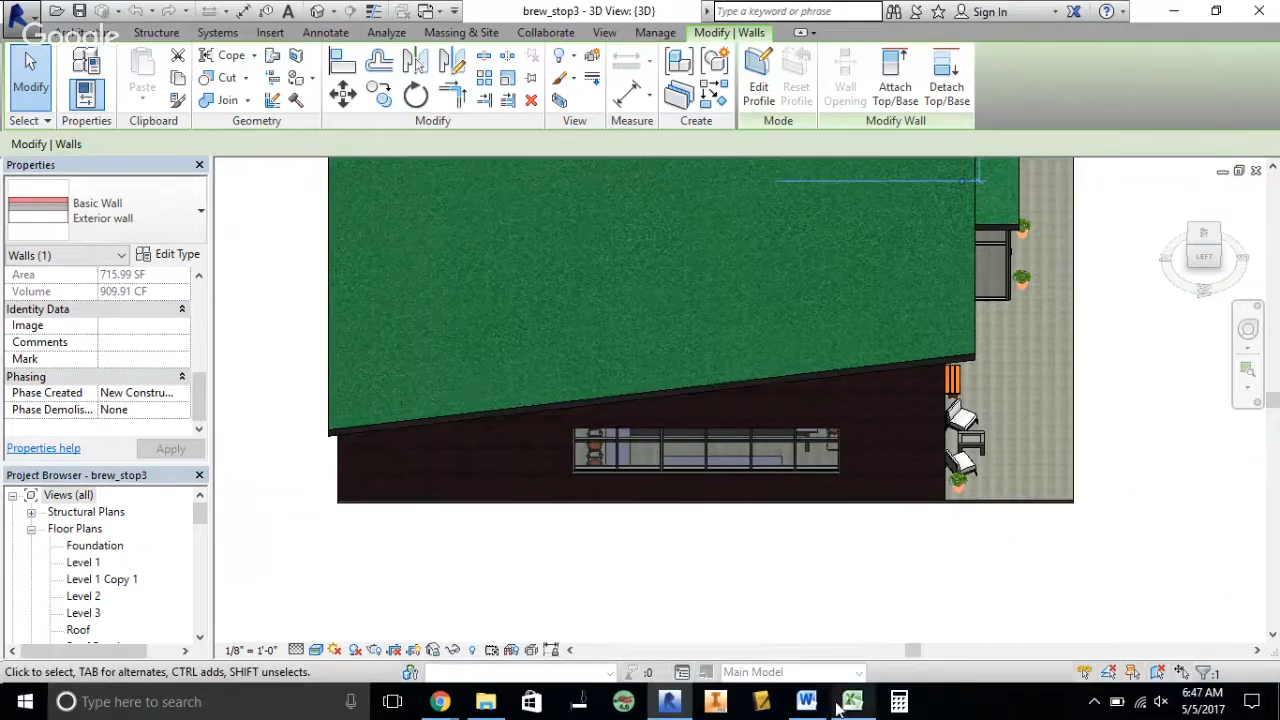 brew_stop3 - 3D View: {3D}
Type a keyword or phrase
Sign In
Google
Structure
Systems
Insert
Annotate
Analyze
Massing & Site
Collaborate
View
Manage
Modify | Walls
Modify
Select
Properties
Paste
Clipboard
Cope
Cut
Join
Geometry
Modify
View
Measure
Create
Edit Profile
Reset Profile
Mode
Wall Opening
Attach Top/Base
Detach Top/Base
Modify Wall
Modify | Walls
Properties
Basic Wall
Exterior wall
Walls (1)
Edit Type
Area 715.99 SF
Volume 909.91 CF
Identity Data
Image
Comments
Mark
Phasing
Phase Created New Constru...
Phase Demolis... None
Properties help
Apply
Project Browser - brew_stop3
Views (all)
Structural Plans
Floor Plans
Foundation
Level 1
Level 1 Copy 1
Level 2
Level 3
Roof
LEFT
1/8" = 1'-0"
Click to select, TAB for alternates, CTRL adds, SHIFT unselects.
:0
Main Model
:1
Type here to search
6:47 AM
5/5/2017